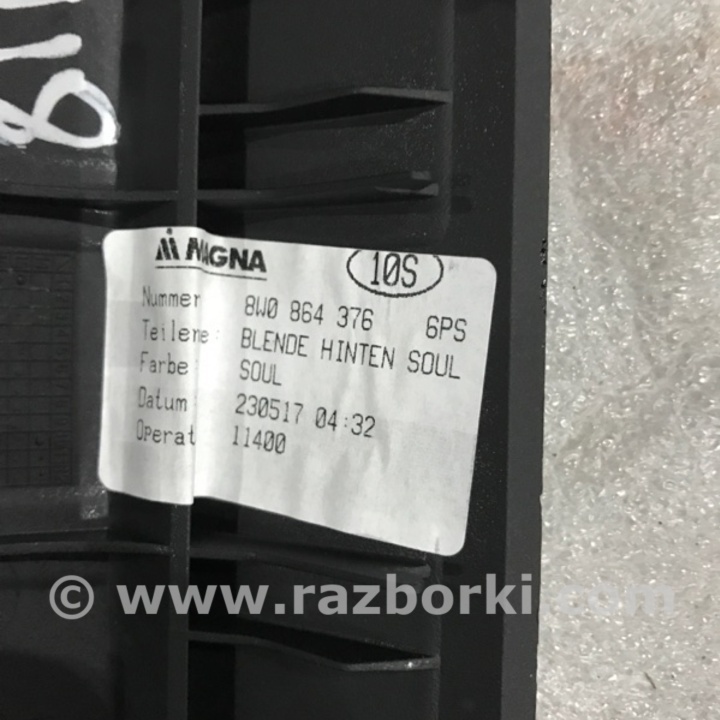 MAGNA 10S
Nummer 8W0 864 376 6PS
Teilene: BLENDE HINTEN SOUL
Farbe: SOUL
Datum 230517 04:32
Operat 11400
© www.razborki.com